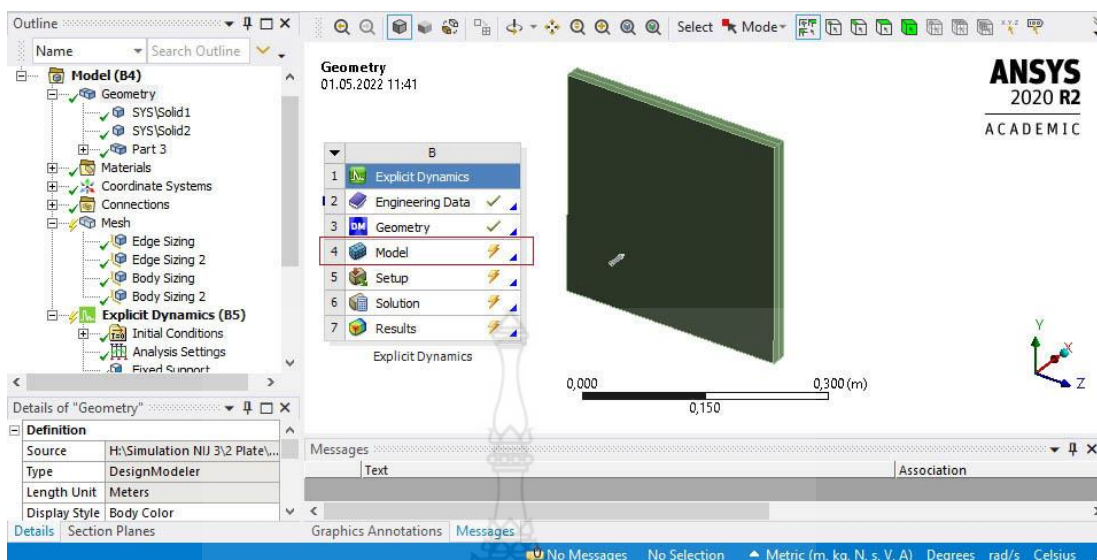 Outline
Name Search Outline
Model (B4)
Geometry
SYS\Solid1
SYS\Solid2
Part 3
Materials
Coordinate Systems
Connections
Mesh
Edge Sizing
Edge Sizing 2
Body Sizing
Body Sizing 2
Explicit Dynamics (B5)
Initial Conditions
Analysis Settings
Fixed Support
Details of "Geometry"
Definition
Source H:\Simulation NIJ 3\2 Plate\...
Type DesignModeler
Length Unit Meters
Display Style Body Color
Details Section Planes
Select Mode
Geometry
01.05.2022 11:41
B
1 Explicit Dynamics
2 Engineering Data
3 DM Geometry
4 Model
5 Setup
6 Solution
7 Results
Explicit Dynamics
ANSYS
2020 R2
ACADEMIC
Y
X
Z
0,000 0,300 (m)
0,150
Messages
Text Association
Graphics Annotations Messages
No Messages No Selection Metric (m, kg, N, s, V, A) Degrees rad/s Celsius